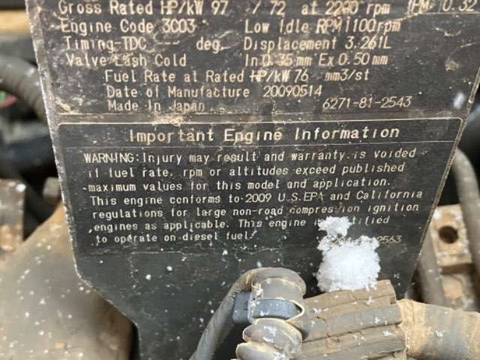 Gross Rated HP/kW 97 / 72 at 2200 rpm 0.32
Engine Code 3C03 Low Idle RPM 1100rpm
Timing-TDC deg. Displacement 3.261L
Valve Lash Cold In 0.35mm Ex 0.50mm
Fuel Rate at Rated HP/kW 76 mm3/st
Date of Manufacture 20090514
Made In Japan 6271-81-2543
Important Engine Information
WARNING: Injury may result and warranty is voided
if fuel rate, rpm or altitudes exceed published
maximum values for this model and application.
This engine conforms to 2009 U.S.EPA and California
regulations for large non-road compression ignition
engines as applicable. This engine is certified
to operate on diesel fuel.